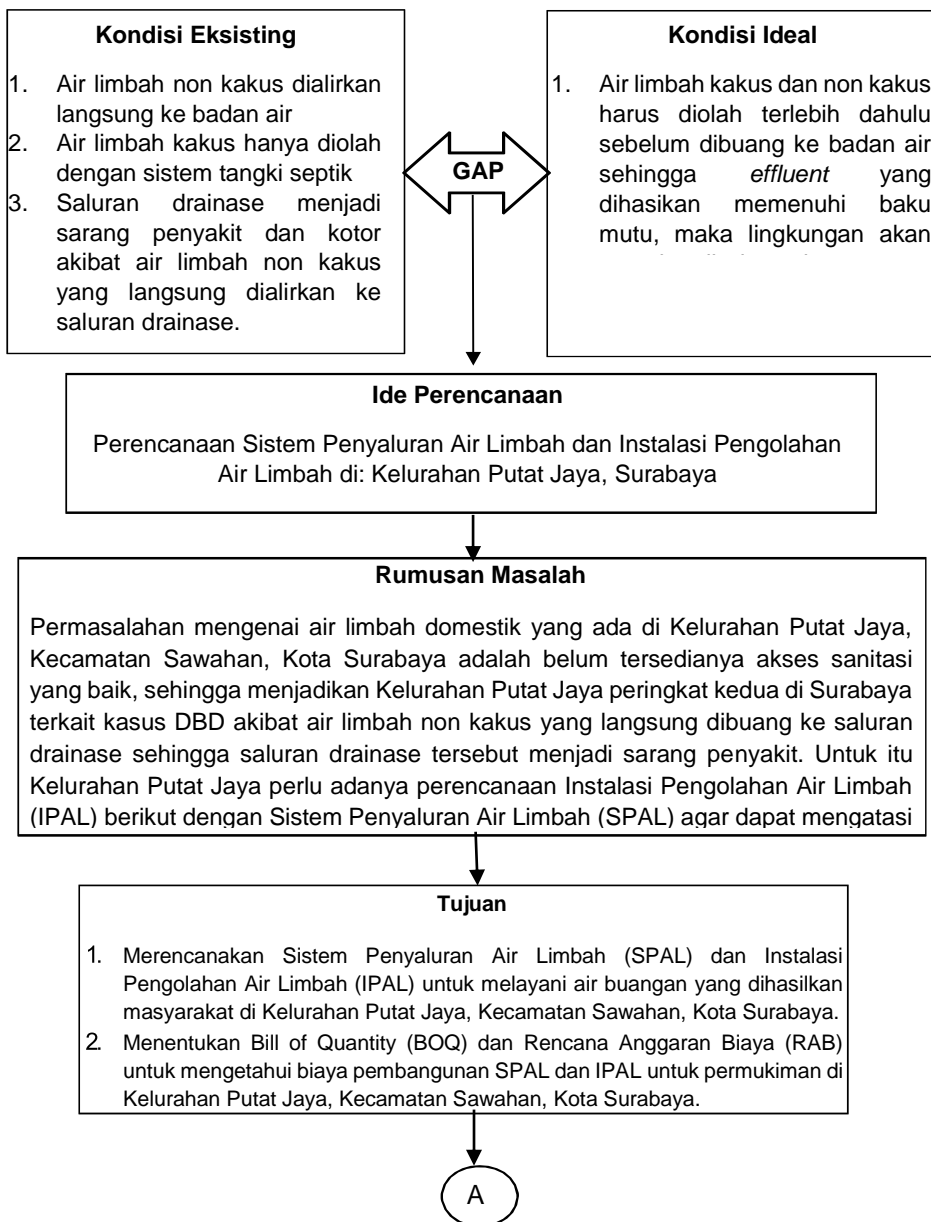 Kondisi Eksisting
1. Air limbah non kakus dialirkan
langsung ke badan air
2. Air limbah kakus hanya diolah
dengan sistem tangki septik
3. Saluran drainase menjadi
sarang penyakit dan kotor
akibat air limbah non kakus
yang langsung dialirkan ke
saluran drainase.
GAP
Kondisi Ideal
1. Air limbah kakus dan non kakus
harus diolah terlebih dahulu
sebelum dibuang ke badan air
sehingga effluent yang
dihasikan memenuhi baku
mutu, maka lingkungan akan
Ide Perencanaan
Perencanaan Sistem Penyaluran Air Limbah dan Instalasi Pengolahan
Air Limbah di: Kelurahan Putat Jaya, Surabaya
Rumusan Masalah
Permasalahan mengenai air limbah domestik yang ada di Kelurahan Putat Jaya,
Kecamatan Sawahan, Kota Surabaya adalah belum tersedianya akses sanitasi
yang baik, sehingga menjadikan Kelurahan Putat Jaya peringkat kedua di Surabaya
terkait kasus DBD akibat air limbah non kakus yang langsung dibuang ke saluran
drainase sehingga saluran drainase tersebut menjadi sarang penyakit. Untuk itu
Kelurahan Putat Jaya perlu adanya perencanaan Instalasi Pengolahan Air Limbah
(IPAL) berikut dengan Sistem Penyaluran Air Limbah (SPAL) agar dapat mengatasi
Tujuan
1. Merencanakan Sistem Penyaluran Air Limbah (SPAL) dan Instalasi
Pengolahan Air Limbah (IPAL) untuk melayani air buangan yang dihasilkan
masyarakat di Kelurahan Putat Jaya, Kecamatan Sawahan, Kota Surabaya.
2. Menentukan Bill of Quantity (BOQ) dan Rencana Anggaran Biaya (RAB)
untuk mengetahui biaya pembangunan SPAL dan IPAL untuk permukiman di
Kelurahan Putat Jaya, Kecamatan Sawahan, Kota Surabaya.
A